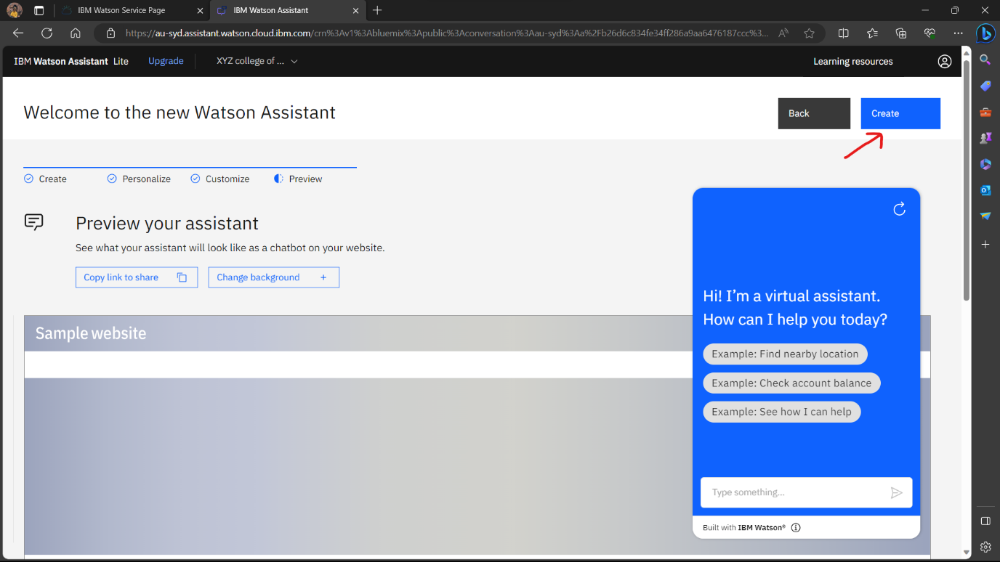 IBM Watson Service Page
IBM Watson Assistant
https://au-syd.assistant.watson.cloud.ibm.com/crn%3Av1%3Abluemix%3Apublic%3Aconversation%3Aau-syd%3Aa%2Fb26d6c834fe34ff286a9aa6476187ccc%3...
IBM Watson Assistant Lite
Upgrade
XYZ college of ...
Learning resources
Welcome to the new Watson Assistant
Back
Create
Create
Personalize
Customize
Preview
Preview your assistant
See what your assistant will look like as a chatbot on your website.
Copy link to share
Change background +
Sample website
Hi! I'm a virtual assistant.
How can I help you today?
Example: Find nearby location
Example: Check account balance
Example: See how I can help
Type something...
Built with IBM Watson®